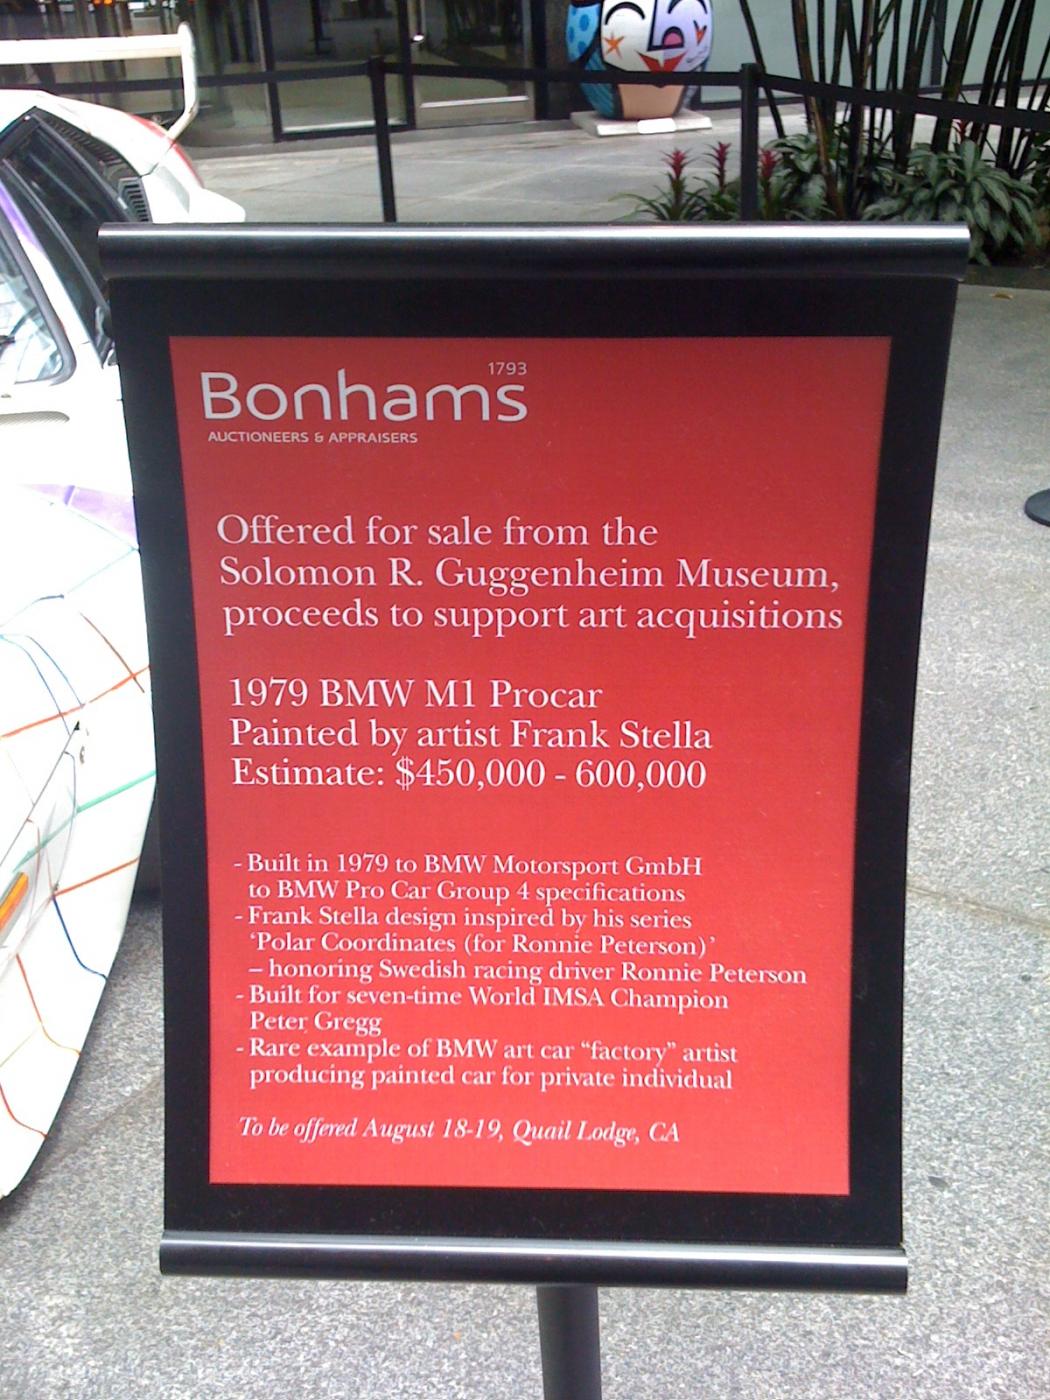 1793
Bonhams
AUCTIONEERS & APPRAISERS
Offered for sale from the
Solomon R. Guggenheim Museum,
proceeds to support art acquisitions
1979 BMW M1 Procar
Painted by artist Frank Stella
Estimate: $450,000 - 600,000
- Built in 1979 to BMW Motorsport GmbH
to BMW Pro Car Group 4 specifications
- Frank Stella design inspired by his series
‘Polar Coordinates (for Ronnie Peterson)’
– honoring Swedish racing driver Ronnie Peterson
- Built for seven-time World IMSA Champion
Peter Gregg
- Rare example of BMW art car “factory” artist
producing painted car for private individual
To be offered August 18-19, Quail Lodge, CA